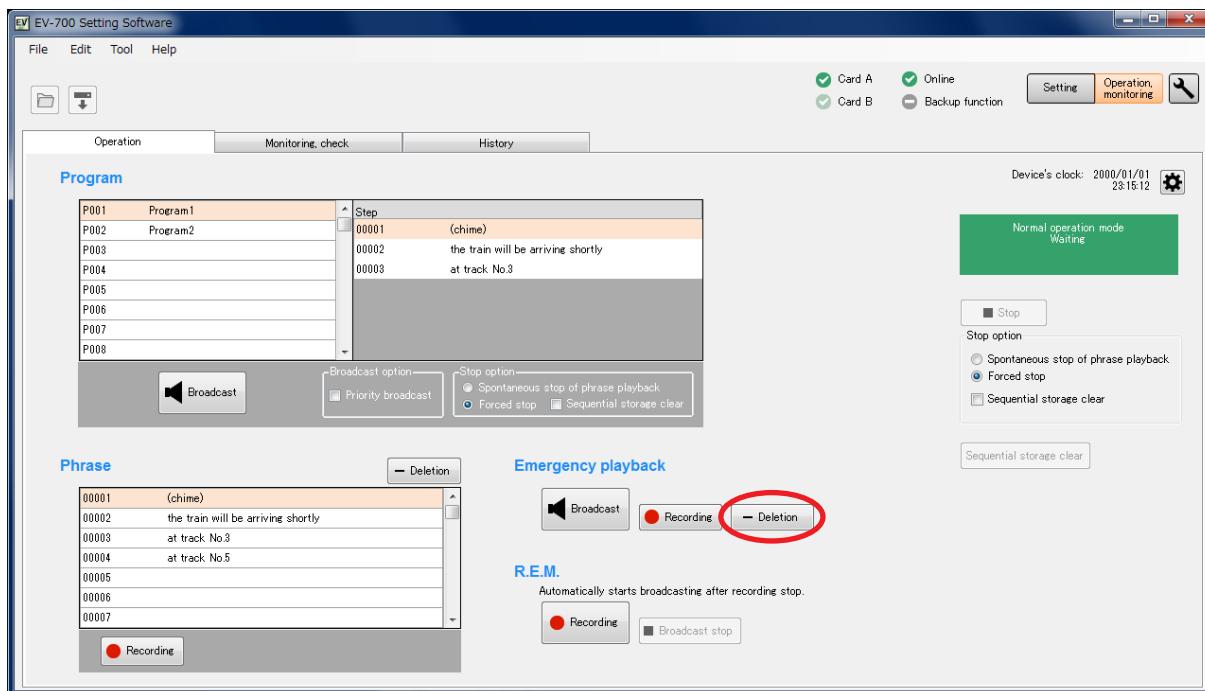 EV EV-700 Setting Software
File Edit Tool Help
Card A Online
Card B Backup function
Setting
Operation,
monitoring
Operation Monitoring, check History
Device's clock: 2000/01/01
23:15:12
Program
P001 Program1
P002 Program2
P003
P004
P005
P006
P007
P008
Step
00001 (chime)
00002 the train will be arriving shortly
00003 at track No.3
Broadcast
Broadcast option
Priority broadcast
Stop option
Spontaneous stop of phrase playback
Forced stop Sequential storage clear
Normal operation mode
Waiting
Stop
Stop option
Spontaneous stop of phrase playback
Forced stop
Sequential storage clear
Sequential storage clear
Phrase
Deletion
00001 (chime)
00002 the train will be arriving shortly
00003 at track No.3
00004 at track No.5
00005
00006
00007
Recording
Emergency playback
Broadcast Recording Deletion
R.E.M.
Automatically starts broadcasting after recording stop.
Recording Broadcast stop